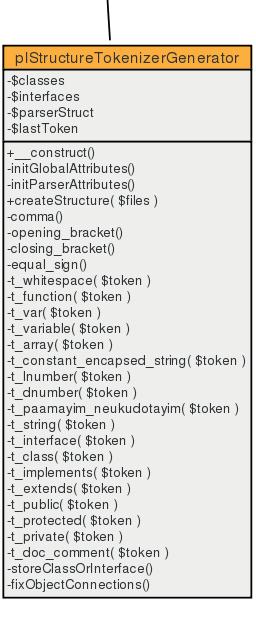 plStructureTokenizerGenerator
-$classes
-$interfaces
-$parserStruct
-$lastToken
+__construct()
-initGlobalAttributes()
-initParserAttributes()
+createStructure( $files )
-comma()
-opening_bracket()
-closing_bracket()
-equal_sign()
-t_whitespace( $token )
-t_function( $token )
-t_var( $token )
-t_variable( $token )
-t_array( $token )
-t_constant_encapsed_string( $token )
-t_lnumber( $token )
-t_dnumber( $token )
-t_paamayim_neukudotayim( $token )
-t_string( $token )
-t_interface( $token )
-t_class( $token )
-t_implements( $token )
-t_extends( $token )
-t_public( $token )
-t_protected( $token )
-t_private( $token )
-t_doc_comment( $token )
-storeClassOrInterface()
-fixObjectConnections()